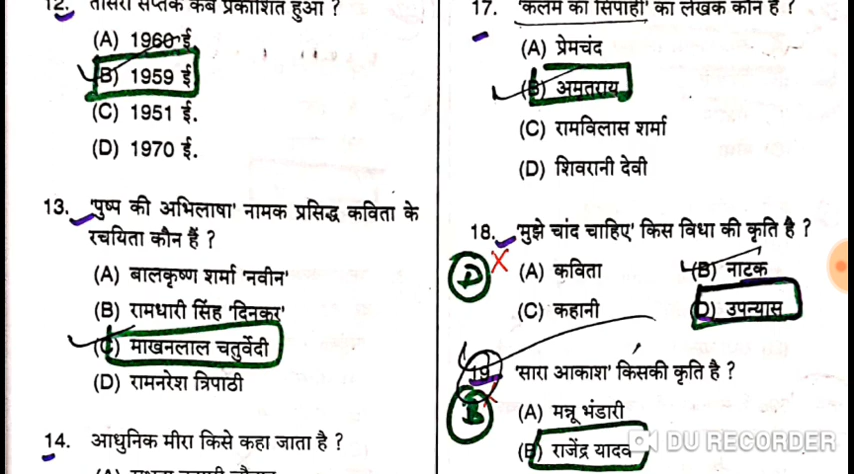 12. तीसरा सप्तक कब प्रकाशित हुआ ?
(A) 1960 ई.
(B) 1959 ई
(C) 1951 ई.
(D) 1970 ई.
13. 'पुष्प की अभिलाषा' नामक प्रसिद्ध कविता के
रचयिता कौन हैं ?
(A) बालकृष्ण शर्मा 'नवीन'
(B) रामधारी सिंह 'दिनकर'
(C) माखनलाल चतुर्वेदी
(D) रामनरेश त्रिपाठी
14. आधुनिक मीरा किसे कहा जाता है ?
17. 'कलम का सिपाही' का लेखक कौन है ?
(A) प्रेमचंद
(B) अमृतराय
(C) रामविलास शर्मा
(D) शिवरानी देवी
18. 'मुझे चांद चाहिए' किस विधा की कृति है ?
D X (A) कविता (B) नाटक
(C) कहानी (D) उपन्यास
19 'सारा आकाश' किसकी कृति है ?
B X (A) मन्नू भंडारी
(B) राजेंद्र यादव
DU RECORDER